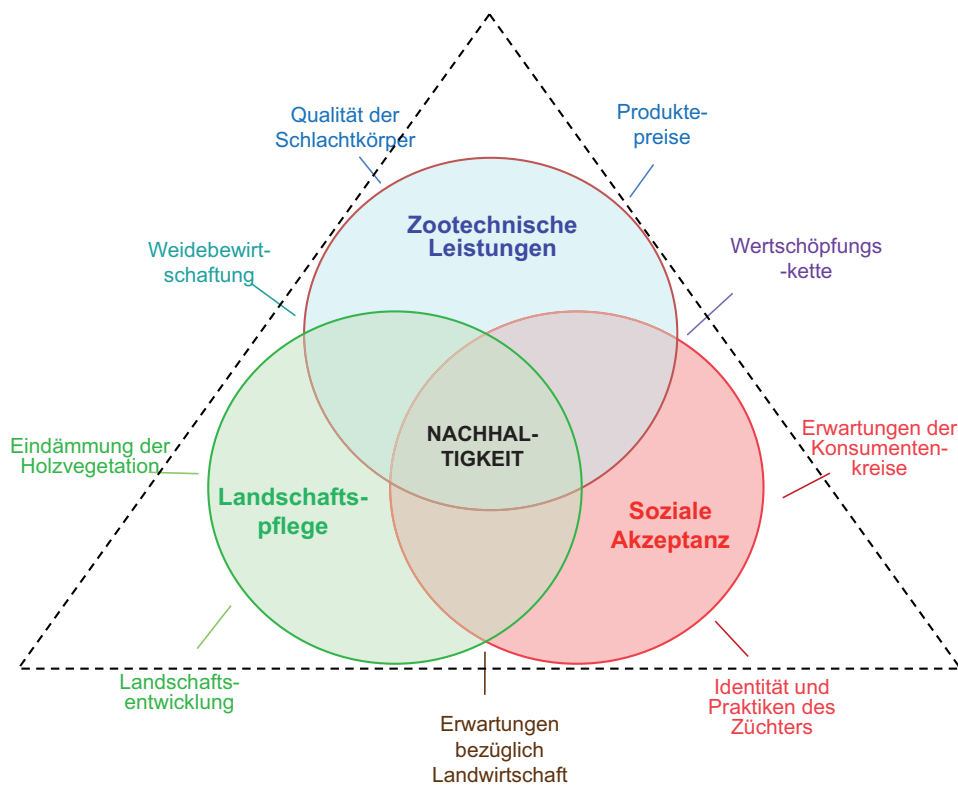 Qualität der
Schlachtkörper
Produkte-
preise
Zootechnische
Leistungen
Weidebewirt-
schaftung
Wertschöpfungs
-kette
NACHHAL-
TIGKEIT
Eindämmung der
Holzvegetation
Erwartungen der
Konsumenten-
kreise
Landschafts-
pflege
Soziale
Akzeptanz
Landschafts-
entwicklung
Erwartungen
bezüglich
Landwirtschaft
Identität und
Praktiken des
Züchters